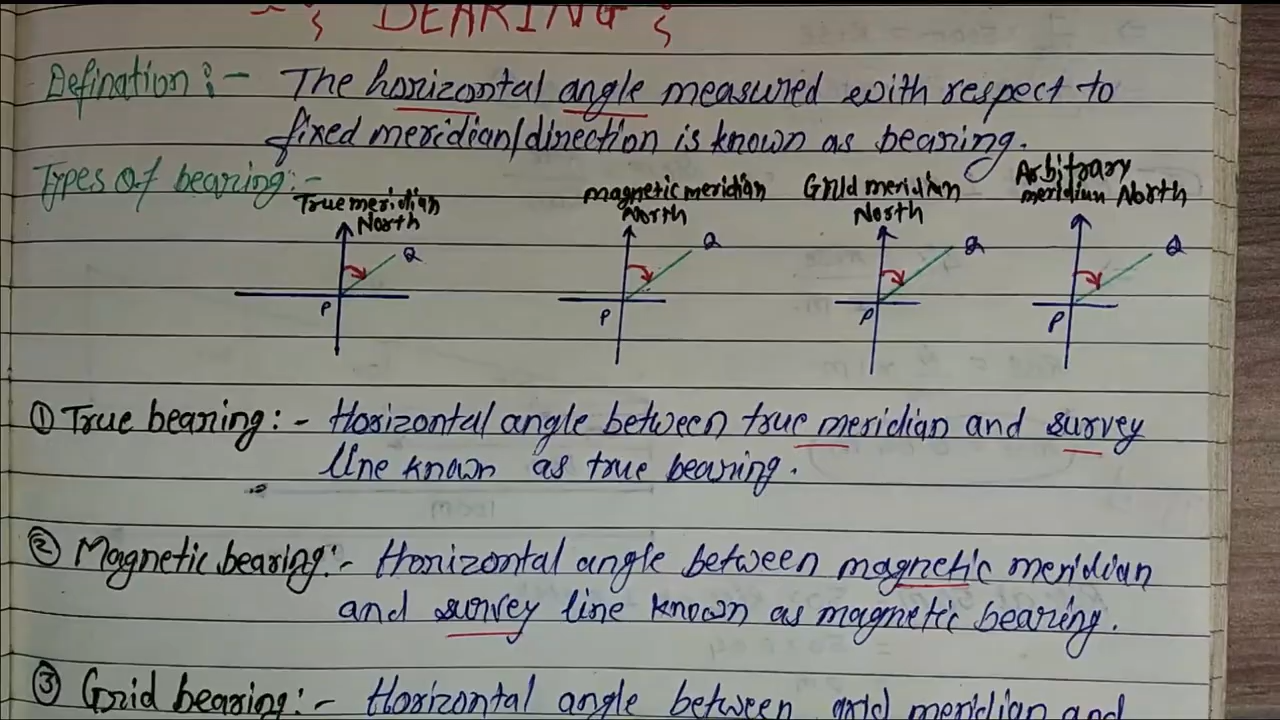 BEARING
Defination :- The horizontal angle measured with respect to
fixed meridian/direction is known as bearing.
Types Of bearing:-
True meridian North
magnetic meridian North
Grid meridian North
Arbitrary meridian North
Q
Q
Q
Q
P
P
P
P
① True bearing :- Horizontal angle between true meridian and survey
line known as true bearing.
② Magnetic bearing :- Horizontal angle between magnetic meridian
and survey line known as magnetic bearing.
③ Grid bearing :- Horizontal angle between grid meridian and